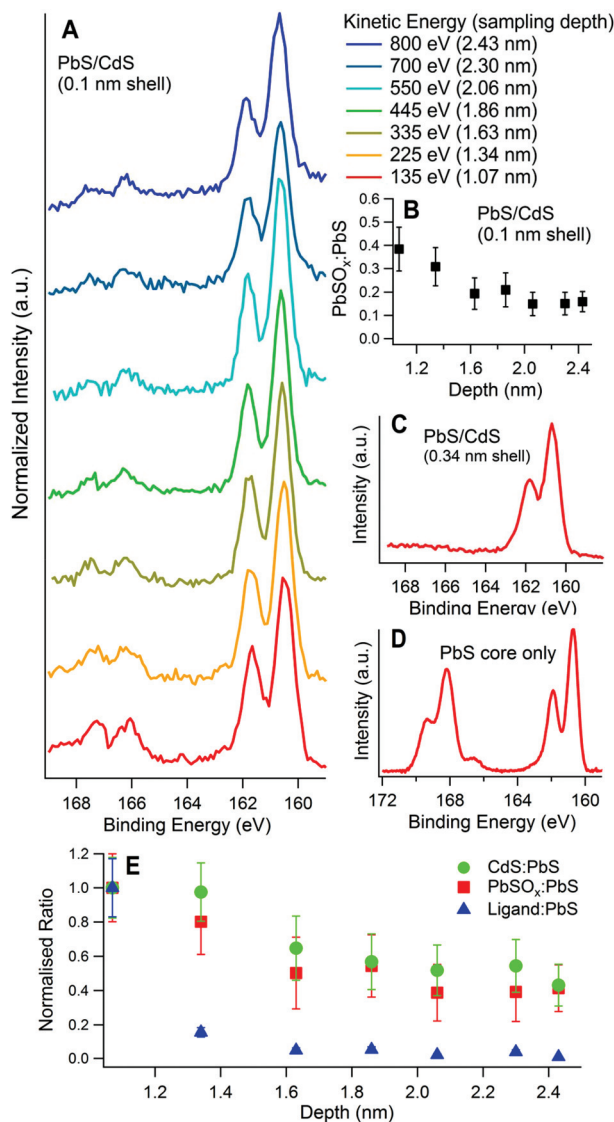 A
PbS/CdS
(0.1 nm shell)
Kinetic Energy (sampling depth)
800 eV (2.43 nm)
700 eV (2.30 nm)
550 eV (2.06 nm)
445 eV (1.86 nm)
335 eV (1.63 nm)
225 eV (1.34 nm)
135 eV (1.07 nm)
Normalized Intensity (a.u.)
168 166 164 162 160
Binding Energy (eV)
B
PbS/CdS
(0.1 nm shell)
PbSOx:PbS
0.6
0.5
0.4
0.3
0.2
0.1
0.0
1.2 1.6 2.0 2.4
Depth (nm)
C
PbS/CdS
(0.34 nm shell)
Intensity (a.u.)
168 166 164 162 160
Binding Energy (eV)
D
PbS core only
Intensity (a.u.)
172 168 164 160
Binding Energy (eV)
E
CdS:PbS
PbSOx:PbS
Ligand:PbS
Normalised Ratio
1.2
1.0
0.8
0.6
0.4
0.2
0.0
1.2 1.4 1.6 1.8 2.0 2.2 2.4
Depth (nm)